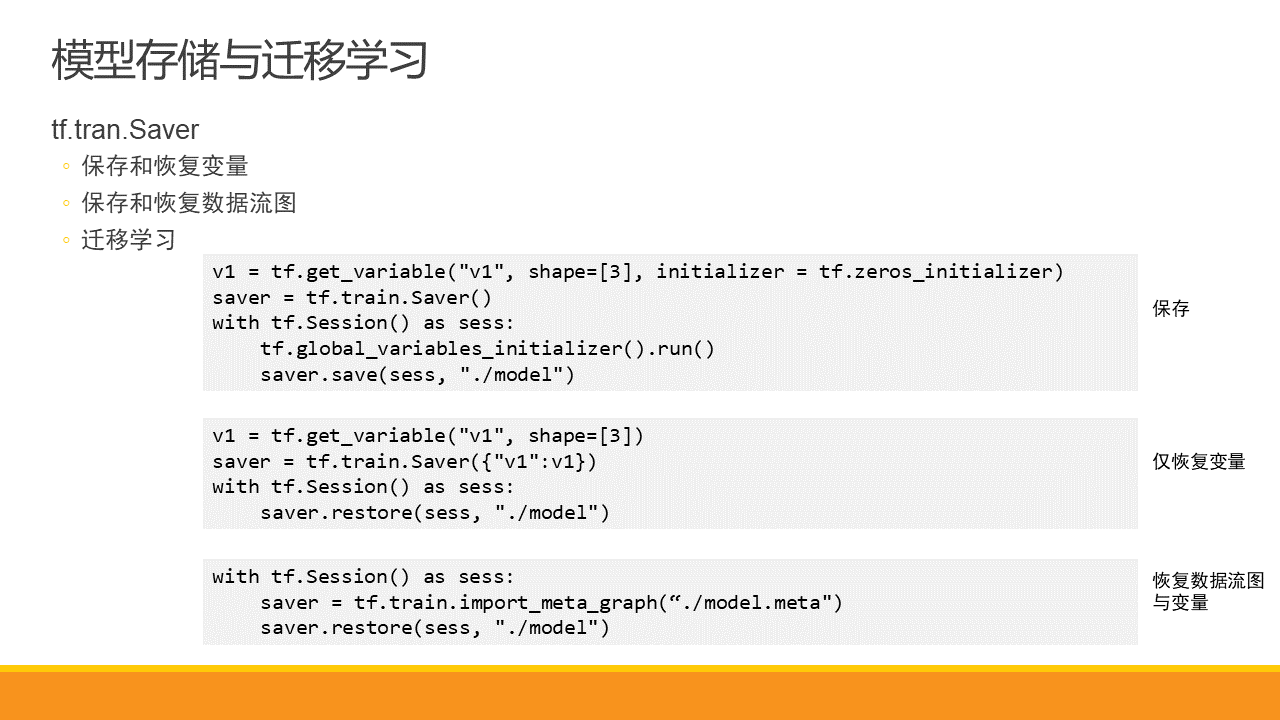 模型存储与迁移学习
tf.tran.Saver
◦ 保存和恢复变量
◦ 保存和恢复数据流图
◦ 迁移学习
v1 = tf.get_variable("v1", shape=[3], initializer = tf.zeros_initializer)
saver = tf.train.Saver()
with tf.Session() as sess:
    tf.global_variables_initializer().run()
    saver.save(sess, "./model")
保存
v1 = tf.get_variable("v1", shape=[3])
saver = tf.train.Saver({"v1":v1})
with tf.Session() as sess:
    saver.restore(sess, "./model")
仅恢复变量
with tf.Session() as sess:
    saver = tf.train.import_meta_graph(“./model.meta")
    saver.restore(sess, "./model")
恢复数据流图
与变量